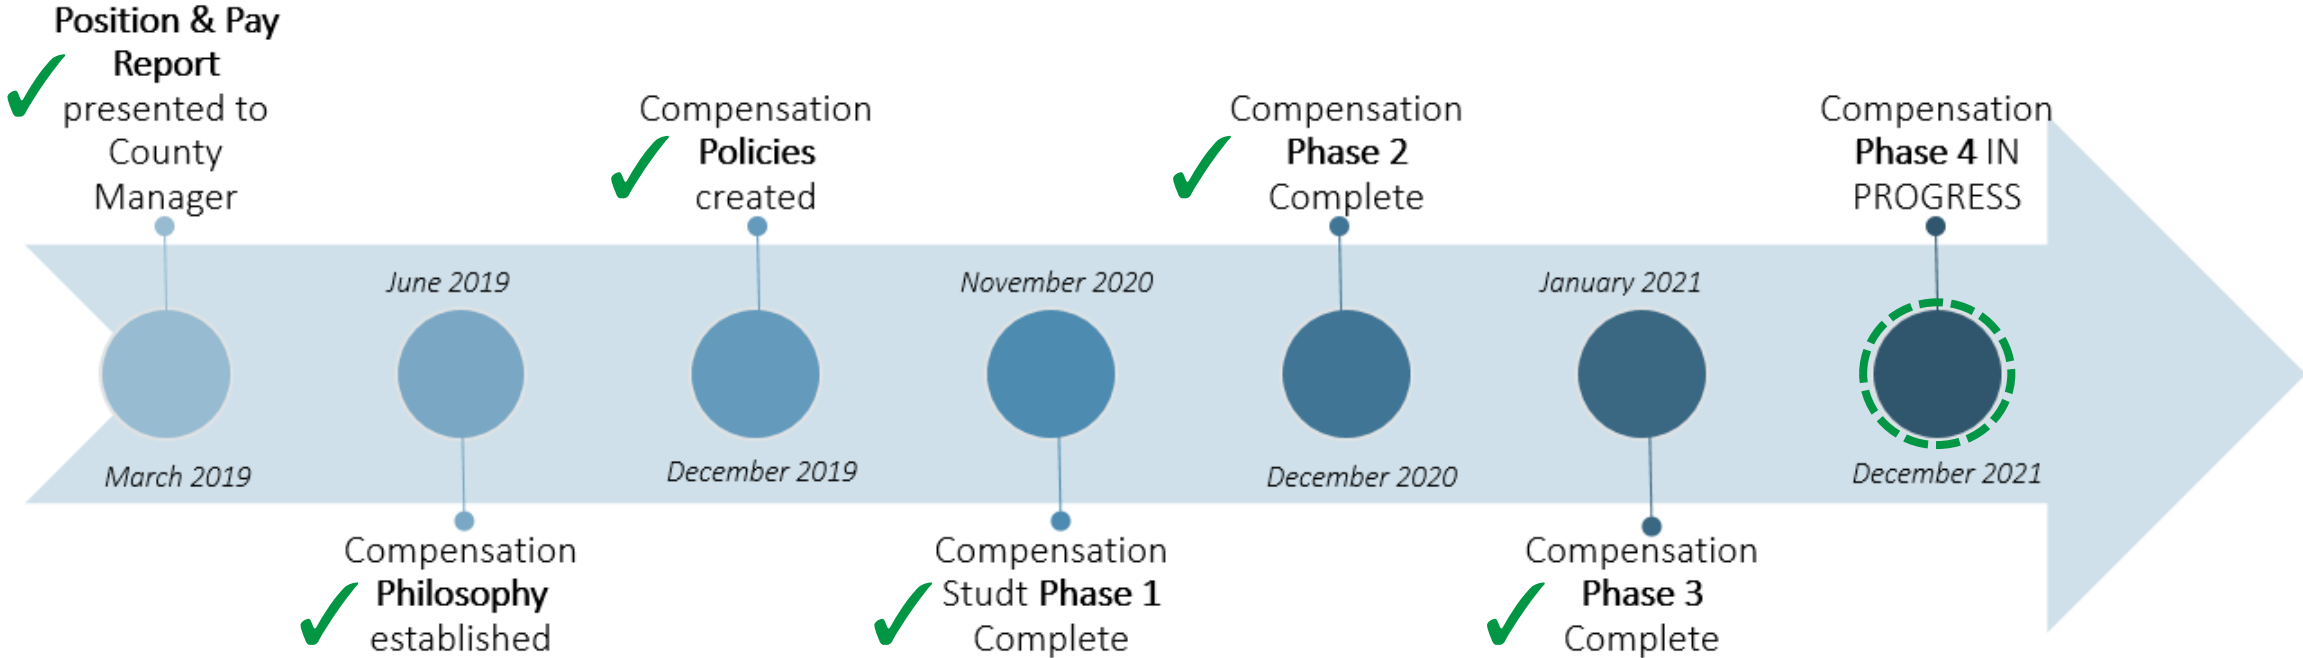 Position & Pay
Report
presented to
County
Manager
March 2019
June 2019
Compensation
Philosophy
established
Compensation
Policies
created
December 2019
November 2020
Compensation
Studt Phase 1
Complete
Compensation
Phase 2
Complete
December 2020
January 2021
Compensation
Phase 3
Complete
Compensation
Phase 4 IN
PROGRESS
December 2021